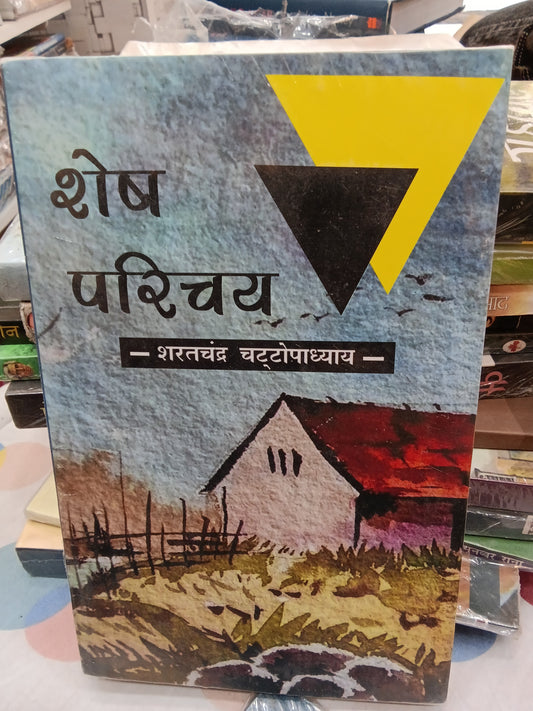 शेष
परिचय
– शरतचंद्र चट्टोपाध्याय –